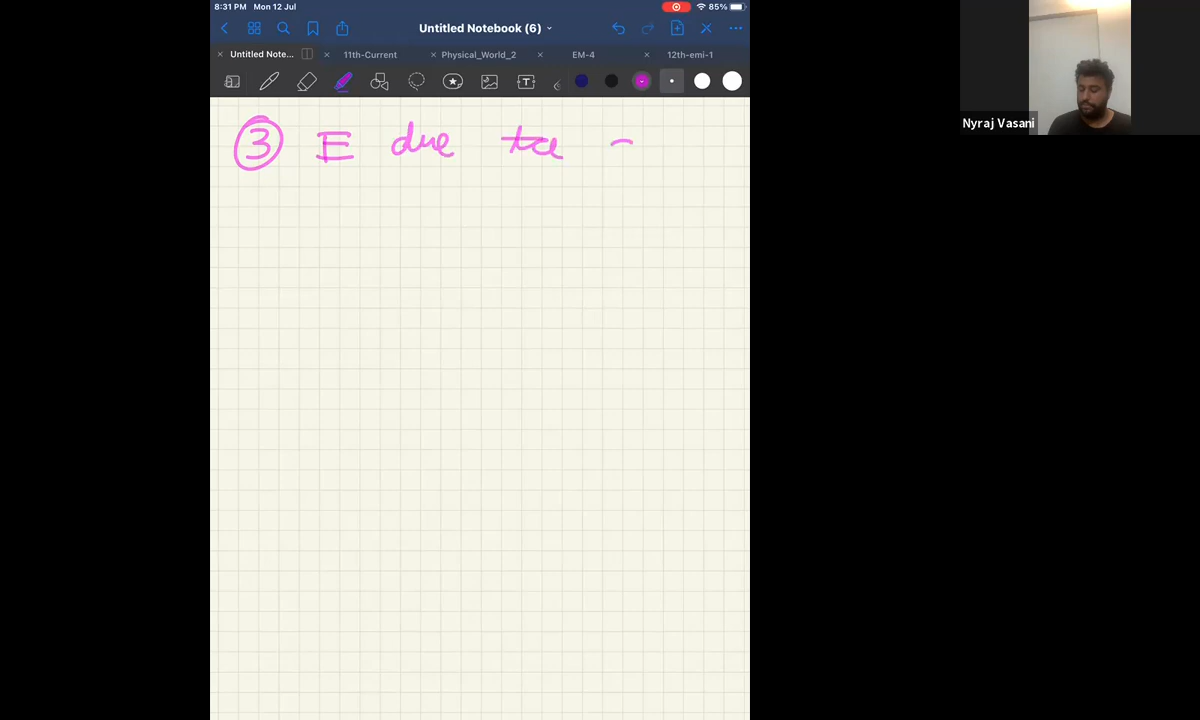 8:31 PM Mon 12 Jul 85%
Untitled Notebook (6)
Untitled Note... 11th-Current Physical_World_2 EM-4 12th-emi-1
T
③ E due to
Nyraj Vasani